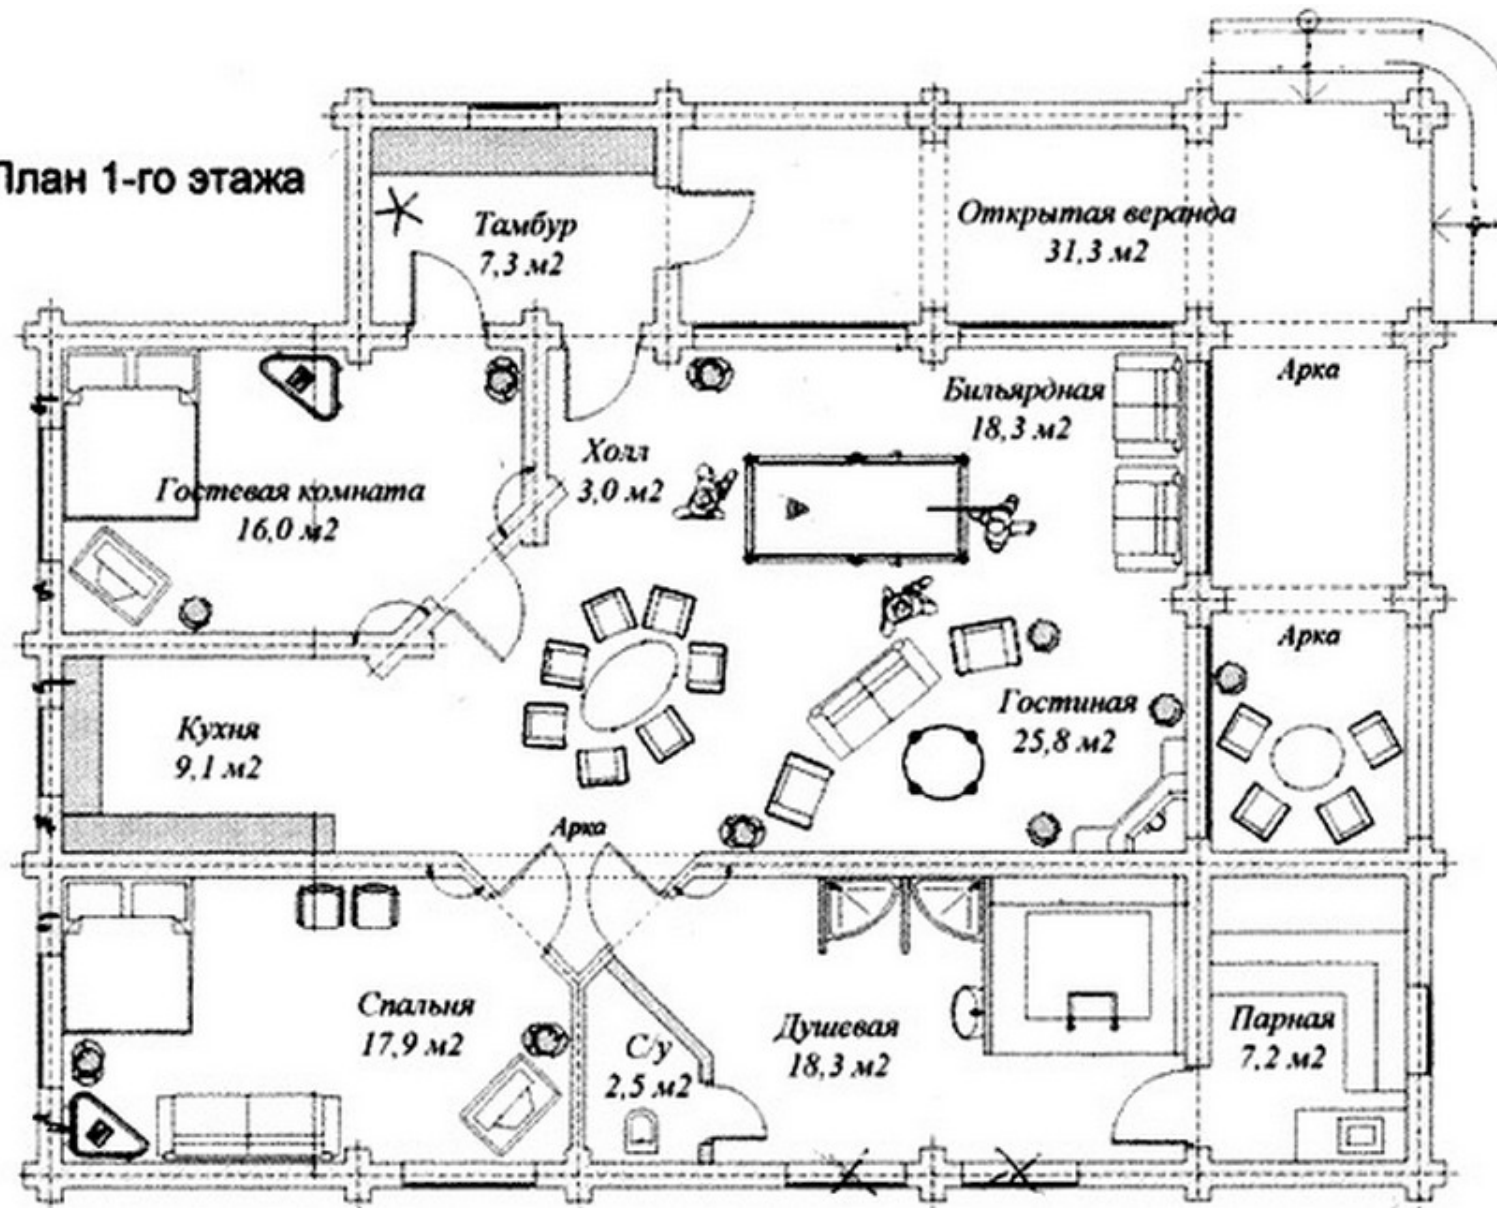 План 1-го этажа
Тамбур
7,3 м2
Открытая веранда
31,3 м2
Арка
Бильярдная
18,3 м2
Холл
3,0 м2
Гостевая комната
16,0 м2
Арка
Гостиная
25,8 м2
Кухня
9,1 м2
Арка
Спальня
17,9 м2
С/у
2,5 м2
Душевая
18,3 м2
Парная
7,2 м2